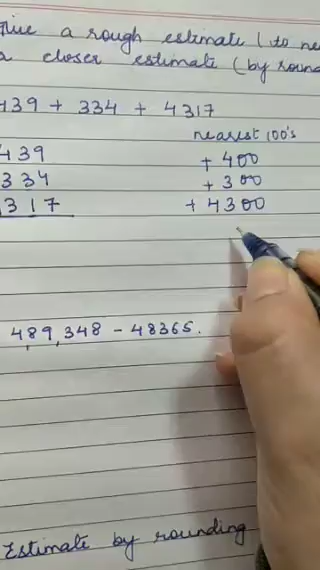 a rough estimate (to
a closer estimate (by
439 + 334 + 4317
nearest 100's
439 + 400
334 + 300
317 + 4300
489,348 - 48365.
Estimate by rounding